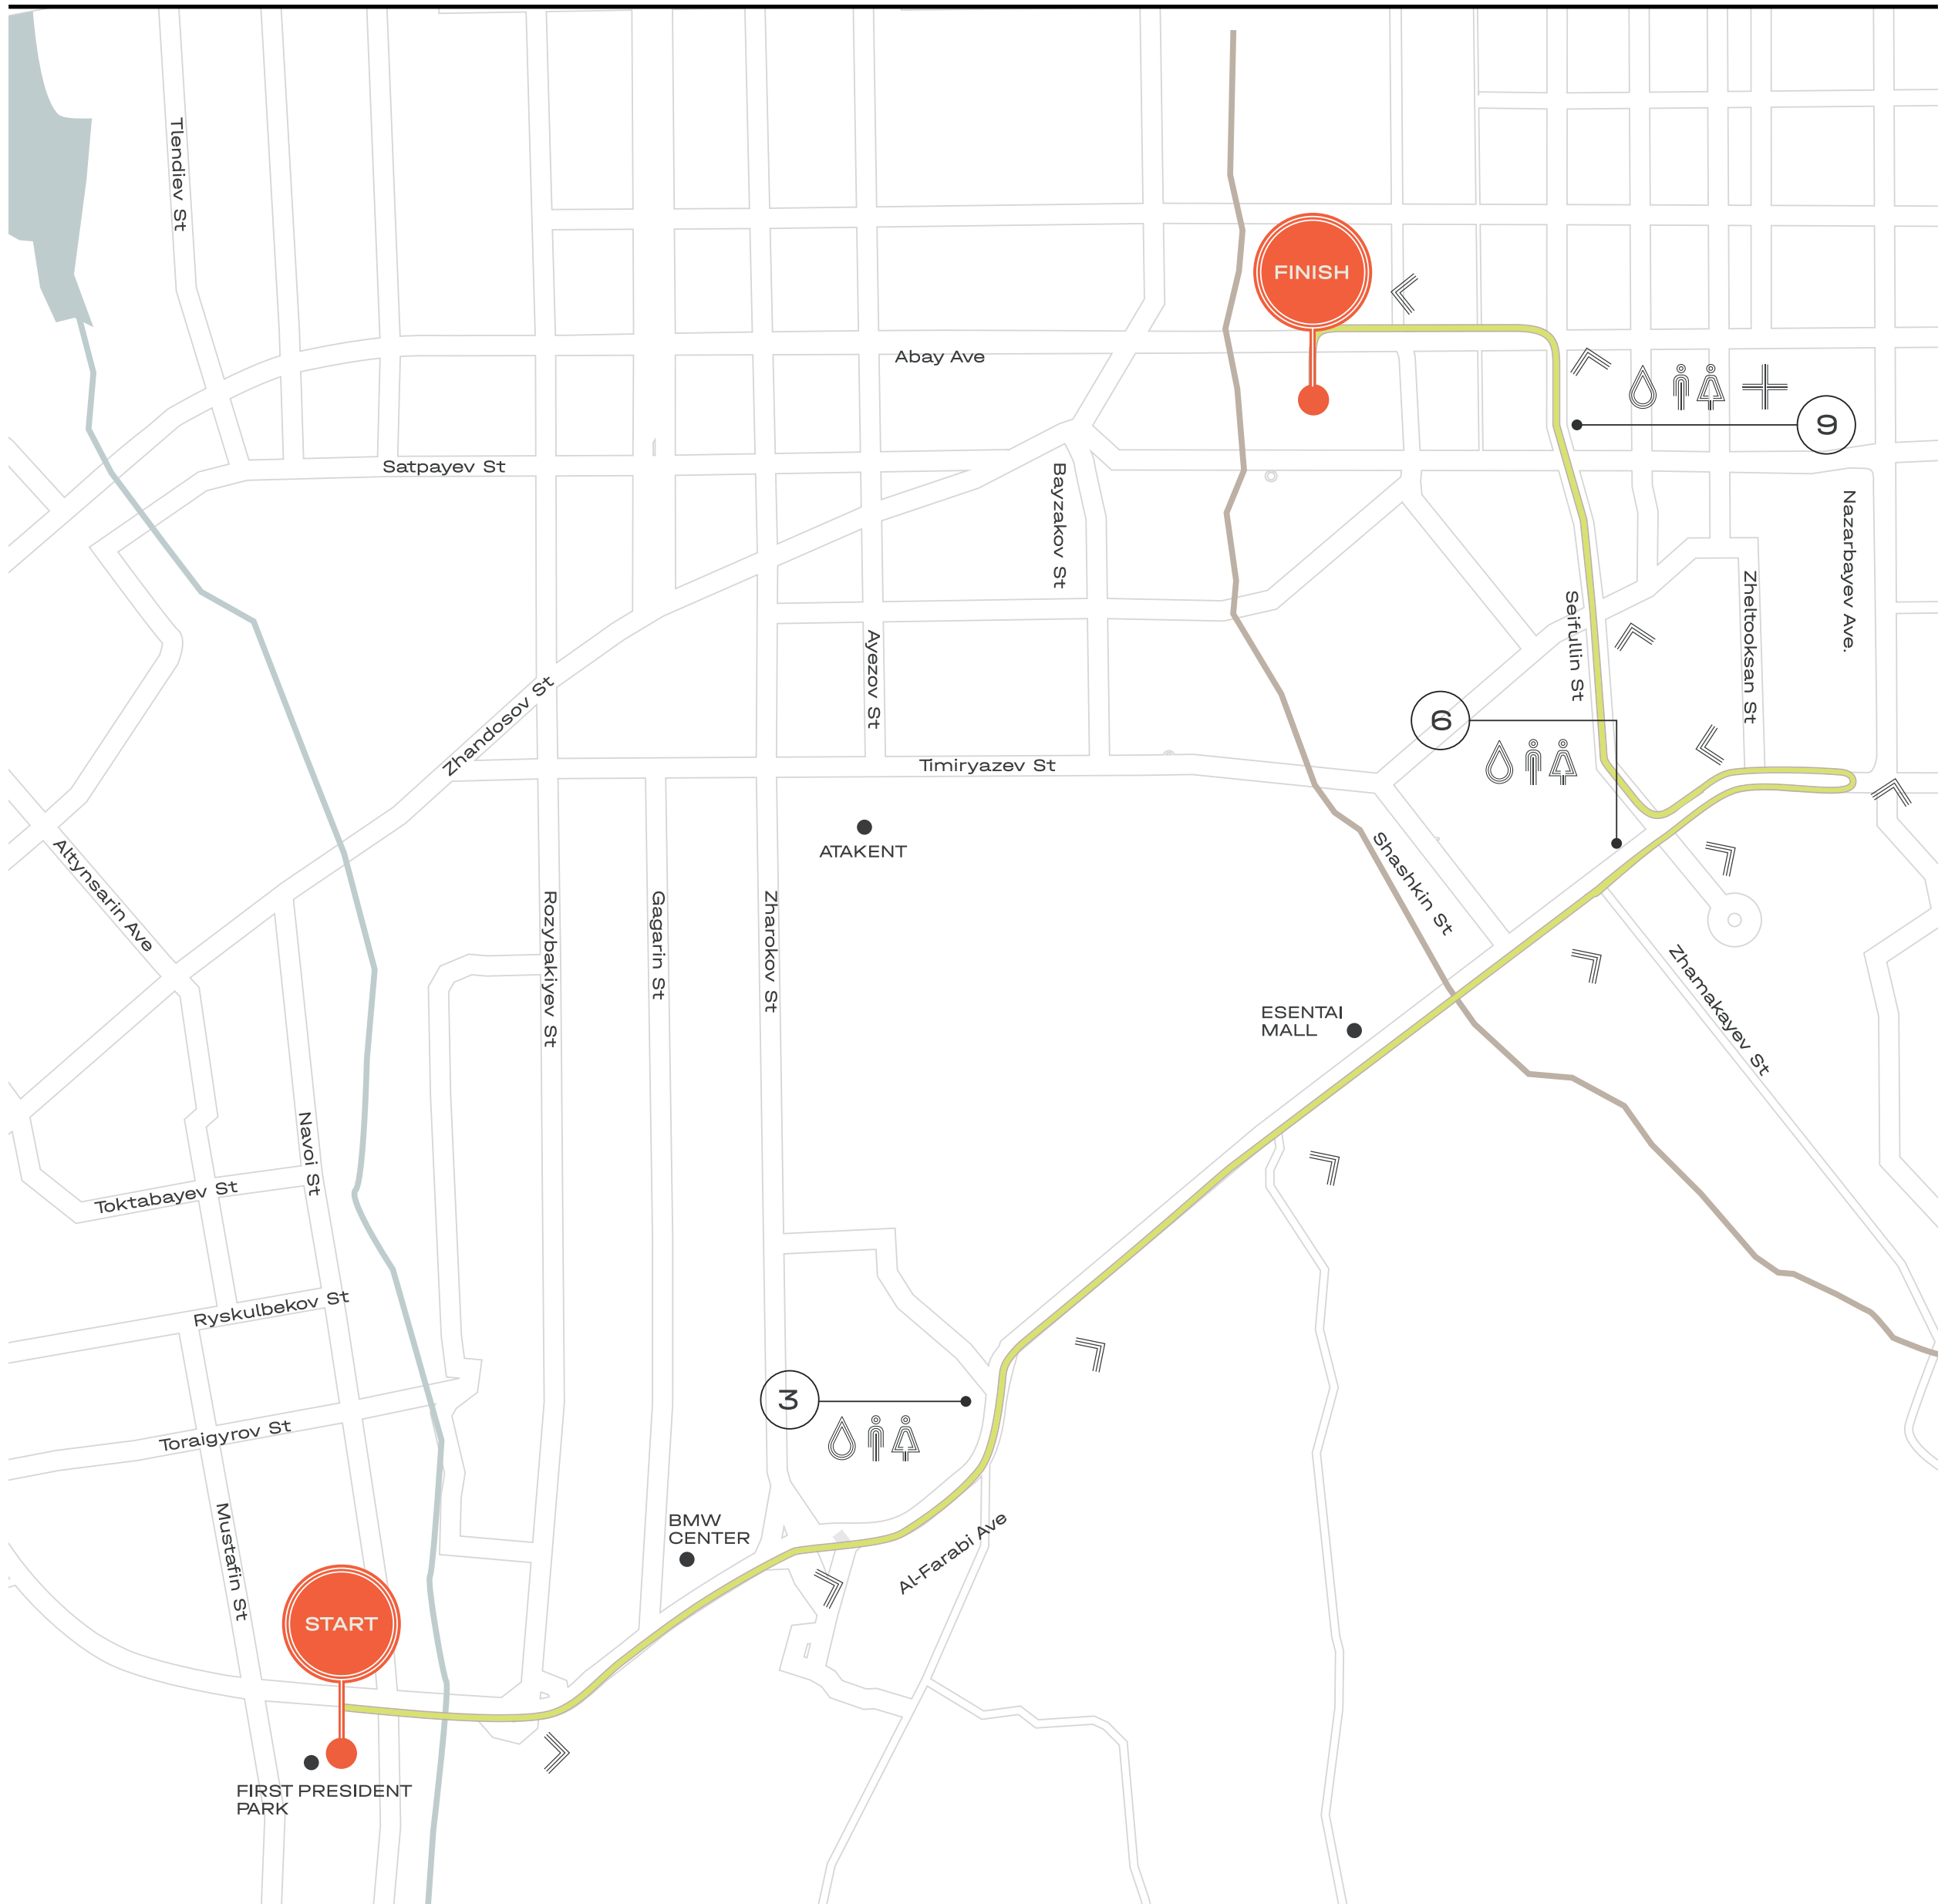 Tlendiev St
FINISH
Abay Ave
9
Satpayev St
Bayzakov St
Nazarbayev Ave.
Zheltooksan St
Seifullin St
Ayezov St
Zhandosov St
6
Timiryazev St
ATAKENT
Shashkin St
Altynsarin Ave
Rozybakiyev St
Gagarin St
Zharokov St
Zhamakayev St
ESENTAI
MALL
Navoi St
Toktabayev St
Ryskulbekov St
3
Toraigyrov St
Mustafin St
BMW
CENTER
Al-Farabi Ave
START
FIRST PRESIDENT
PARK